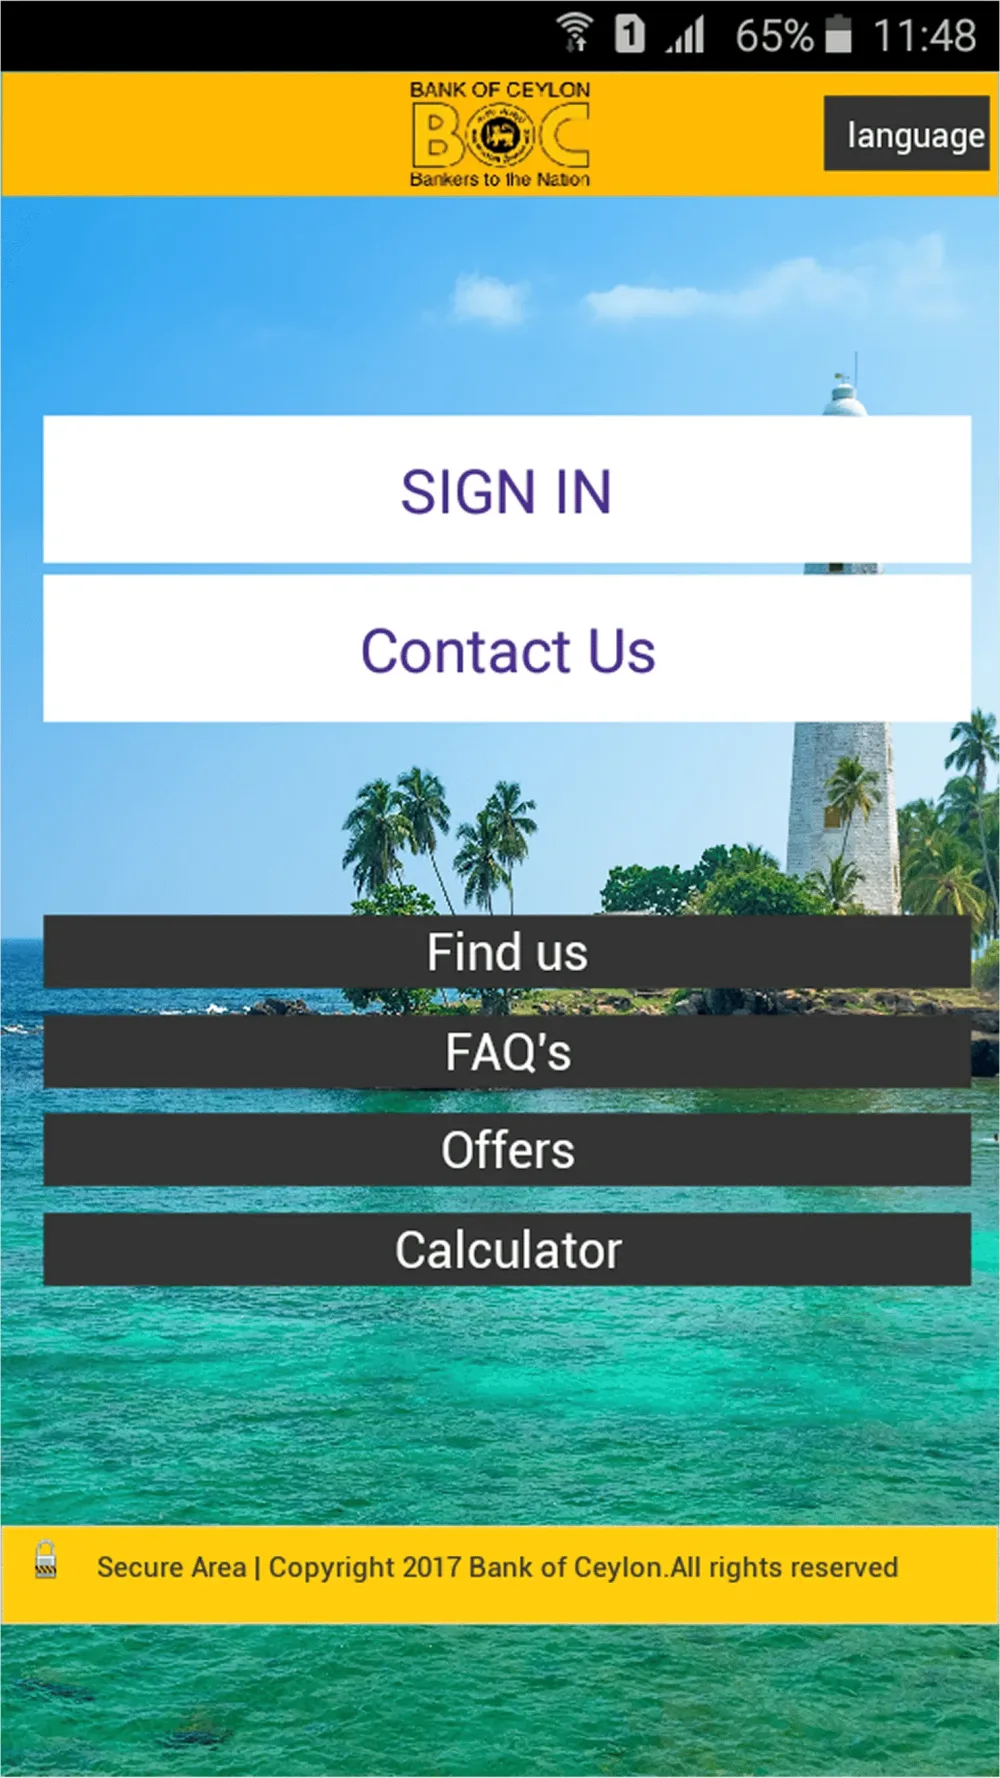 1
65%
11:48
BANK OF CEYLON
BOC
Bankers to the Nation
language
SIGN IN
Contact Us
Find us
FAQ's
Offers
Calculator
Secure Area | Copyright 2017 Bank of Ceylon.All rights reserved